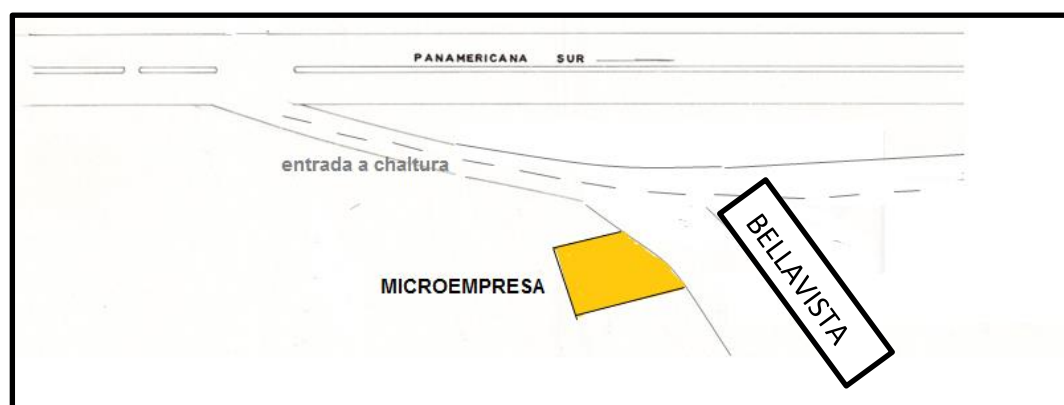 PANAMERICANA SUR
entrada a chaltura
BELLAVISTA
MICROEMPRESA